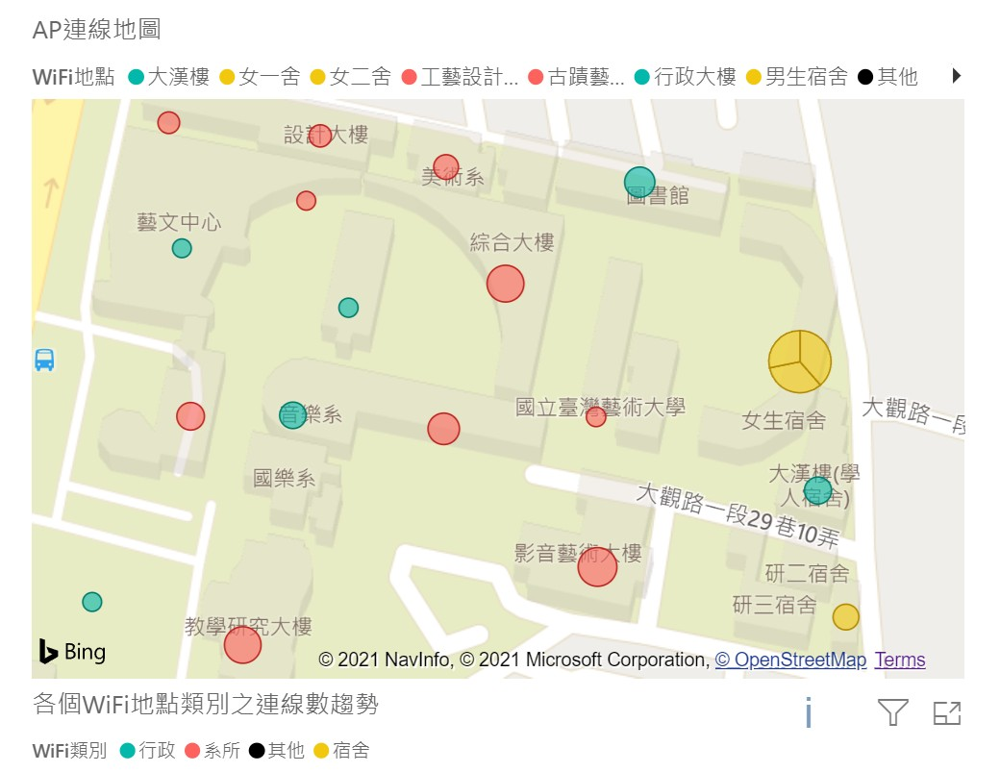 AP連線地圖
WiFi地點 大漢樓 女一舍 女二舍 工藝設計... 古蹟藝... 行政大樓 男生宿舍 其他
設計大樓
美術系
圖書館
藝文中心
綜合大樓
國立臺灣藝術大學
音樂系
女生宿舍
大觀路一段
國樂系
大漢樓(學
人宿舍)
大觀路一段29巷10弄
影音藝術大樓
研二宿舍
研三宿舍
教學研究大樓
Bing
© 2021 NavInfo, © 2021 Microsoft Corporation, © OpenStreetMap Terms
各個WiFi地點類別之連線數趨勢
WiFi類別 行政 系所 其他 宿舍